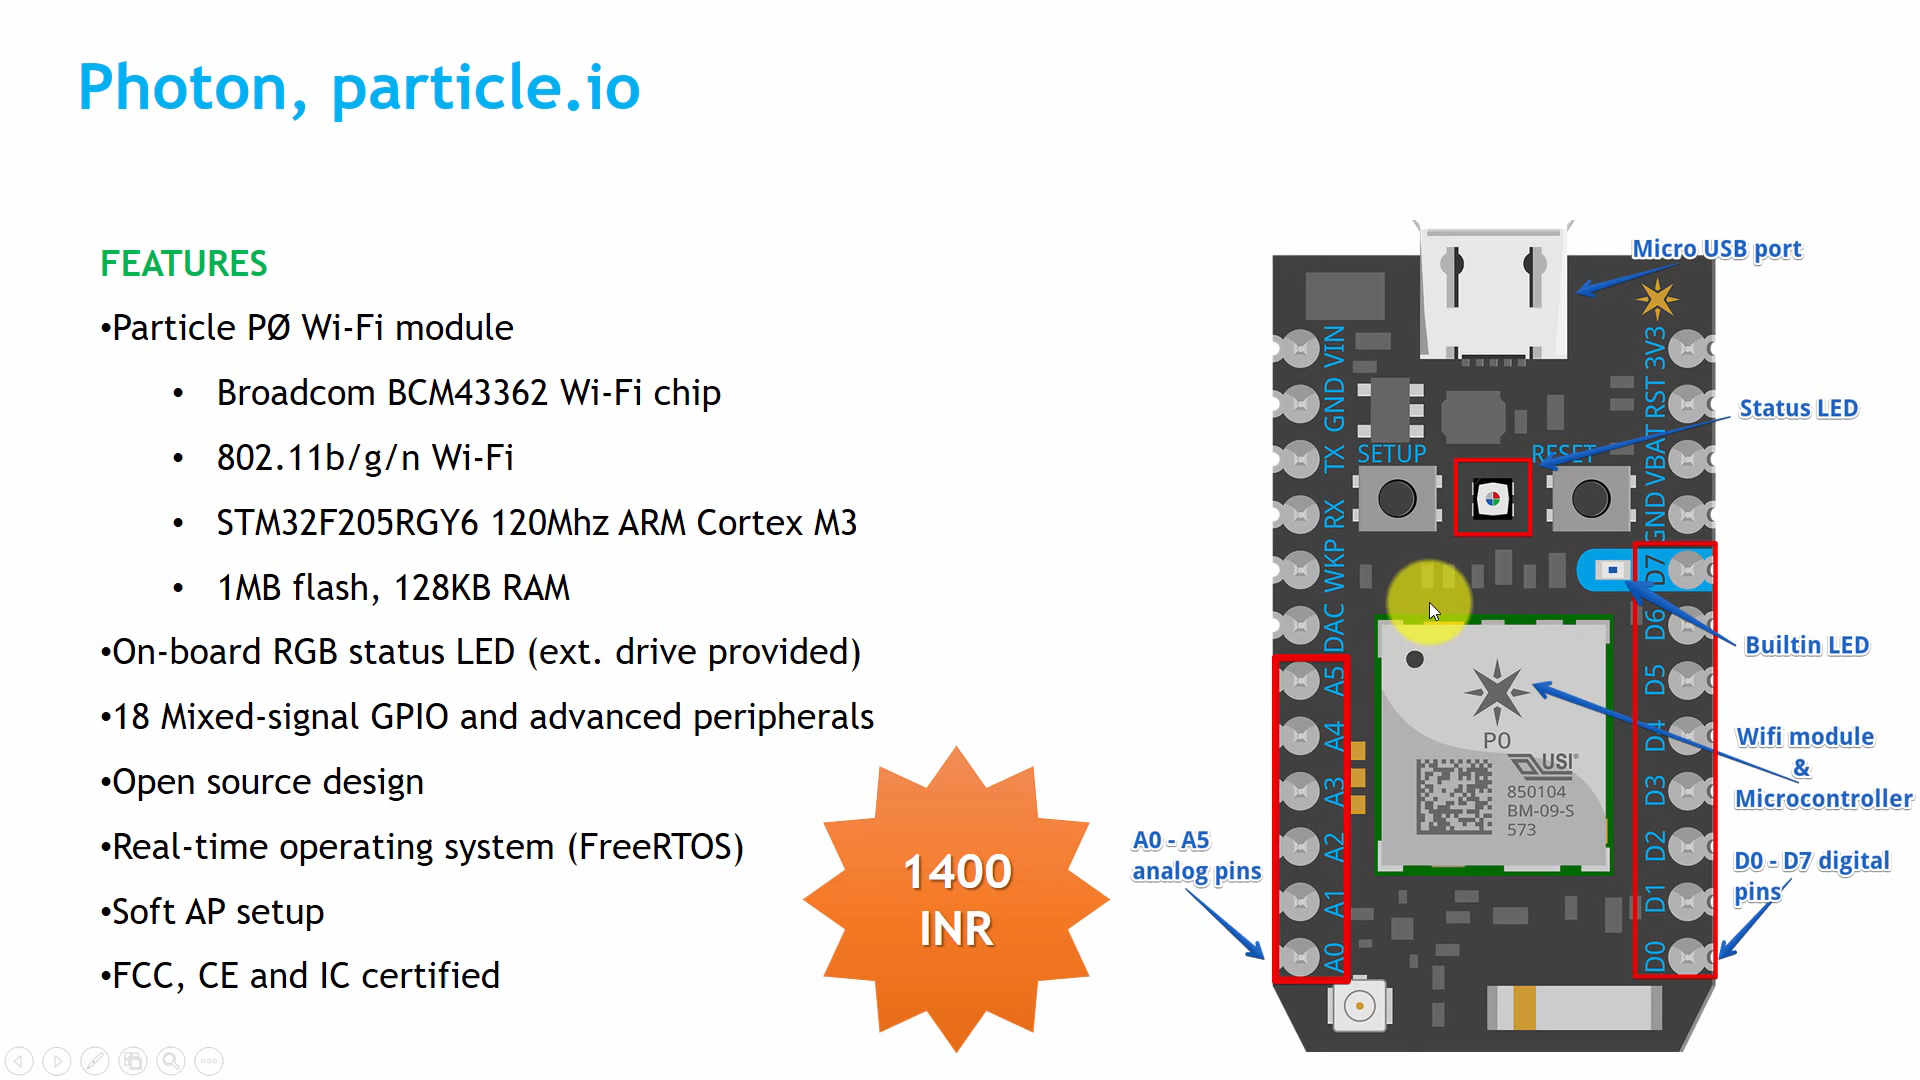 Photon, particle.io
FEATURES
•Particle PØ Wi-Fi module
• Broadcom BCM43362 Wi-Fi chip
• 802.11b/g/n Wi-Fi
• STM32F205RGY6 120Mhz ARM Cortex M3
• 1MB flash, 128KB RAM
•On-board RGB status LED (ext. drive provided)
•18 Mixed-signal GPIO and advanced peripherals
•Open source design
•Real-time operating system (FreeRTOS)
•Soft AP setup
•FCC, CE and IC certified
1400
INR
Micro USB port
Status LED
Builtin LED
Wifi module
&
Microcontroller
D0 - D7 digital
pins
A0 - A5
analog pins
SETUP
RESET
VIN
GND
TX
RX
WKP
DAC
A5
A4
A3
A2
A1
A0
3V3
RST
VBAT
GND
D7
D6
D5
D4
D3
D2
D1
D0
P0
USI®
850104
BM-09-S
573